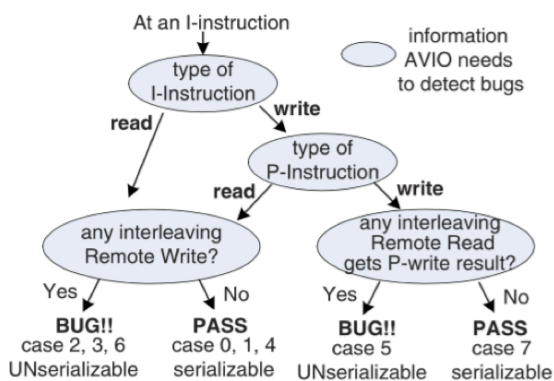 At an I-instruction
type of
I-Instruction
information
AVIO needs
to detect bugs
read
write
type of
P-Instruction
read
write
any interleaving
Remote Write?
any interleaving
Remote Read
gets P-write result?
Yes
No
Yes
No
BUG!!
case 2, 3, 6
UNserializable
PASS
case 0, 1, 4
serializable
BUG!!
case 5
UNserializable
PASS
case 7
serializable